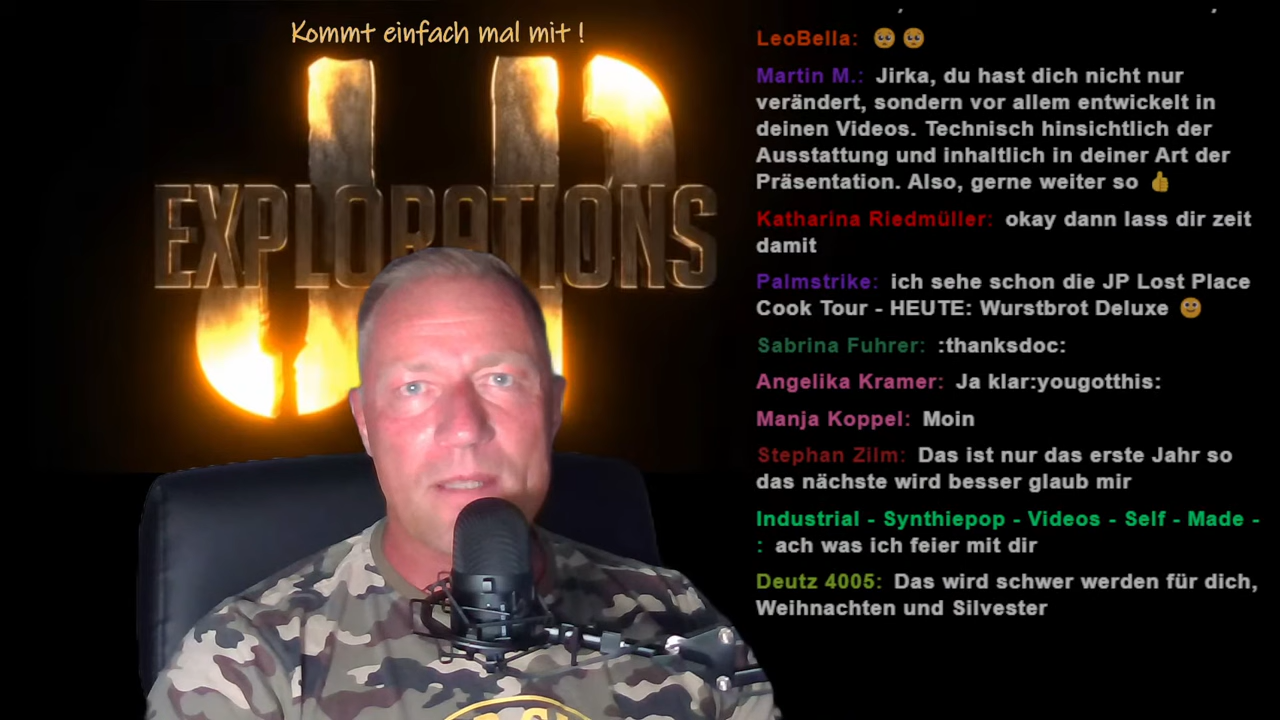 Kommt einfach mal mit !
JP
EXPLORATIONS
LeoBella: 🥺 🥺
Martin M.: Jirka, du hast dich nicht nur
verändert, sondern vor allem entwickelt in
deinen Videos. Technisch hinsichtlich der
Ausstattung und inhaltlich in deiner Art der
Präsentation. Also, gerne weiter so 👍
Katharina Riedmüller: okay dann lass dir zeit
damit
Palmstrike: ich sehe schon die JP Lost Place
Cook Tour - HEUTE: Wurstbrot Deluxe 🙂
Sabrina Fuhrer: :thanksdoc:
Angelika Kramer: Ja klar:yougotthis:
Manja Koppel: Moin
Stephan Zilm: Das ist nur das erste Jahr so
das nächste wird besser glaub mir
Industrial - Synthiepop - Videos - Self - Made -
: ach was ich feier mit dir
Deutz 4005: Das wird schwer werden für dich,
Weihnachten und Silvester